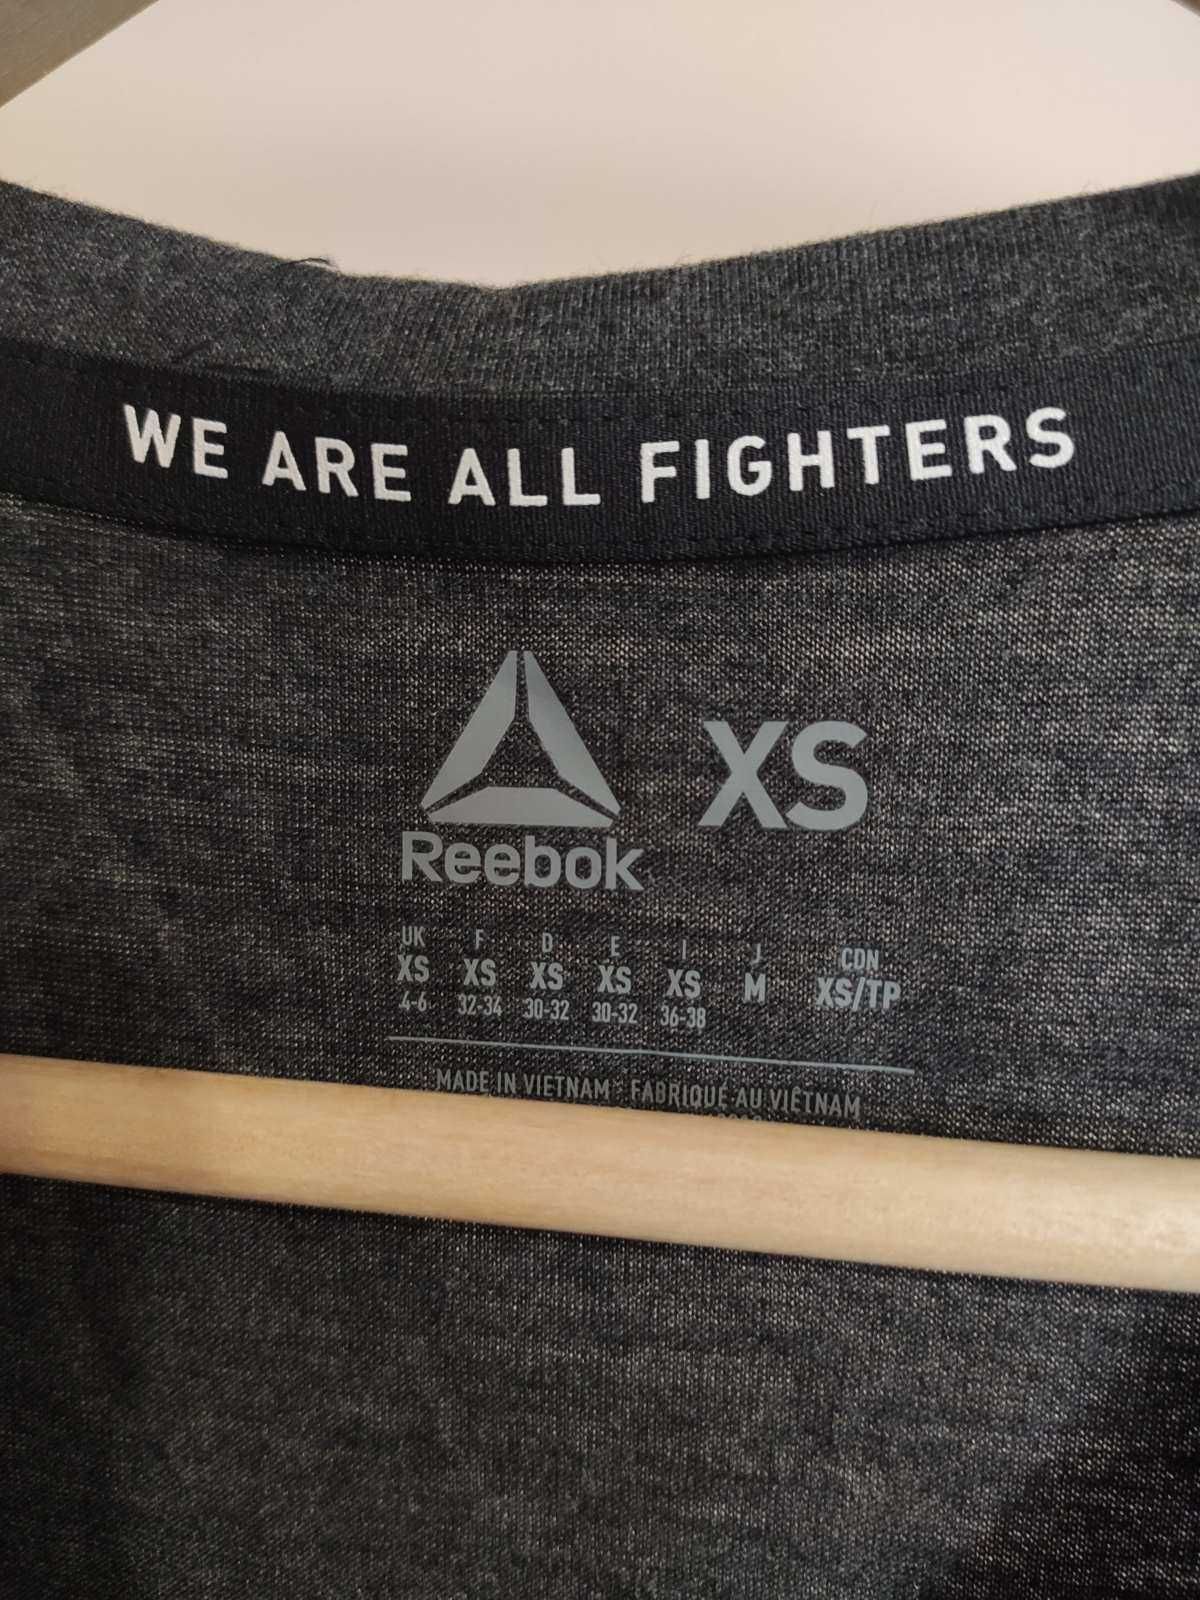 WE ARE ALL FIGHTERS
XS
Reebok
UK F D E I J CDN
XS XS XS XS XS M XS/TP
4-6 32-34 30-32 30-32 36-38
MADE IN VIETNAM - FABRIQUÉ AU VIÊTNAM